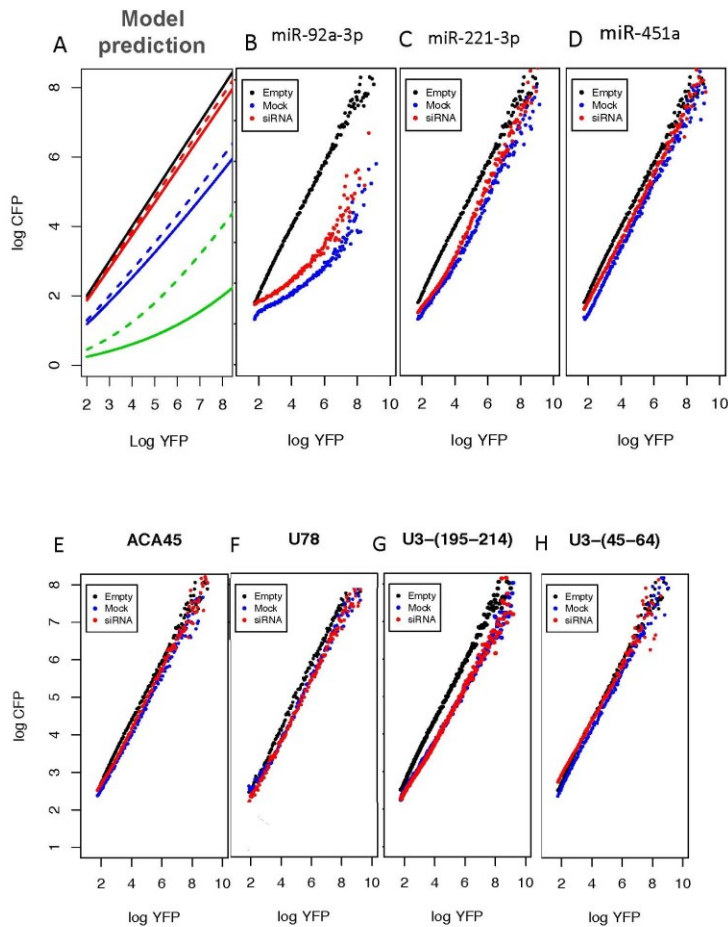 A
Model
prediction
B
miR-92a-3p
C
miR-221-3p
D
miR-451a
Empty
Mock
siRNA
Empty
Mock
siRNA
Empty
Mock
siRNA
log CFP
8
6
4
2
0
2 3 4 5 6 7 8
2 4 6 8 10
2 4 6 8 10
2 4 6 8 10
Log YFP
log YFP
log YFP
log YFP
E
ACA45
F
U78
G
U3-(195-214)
H
U3-(45-64)
Empty
Mock
siRNA
Empty
Mock
siRNA
Empty
Mock
siRNA
Empty
Mock
siRNA
log CFP
8
7
6
5
4
3
2
1
2 4 6 8 10
2 4 6 8 10
2 4 6 8 10
2 4 6 8 10
log YFP
log YFP
log YFP
log YFP